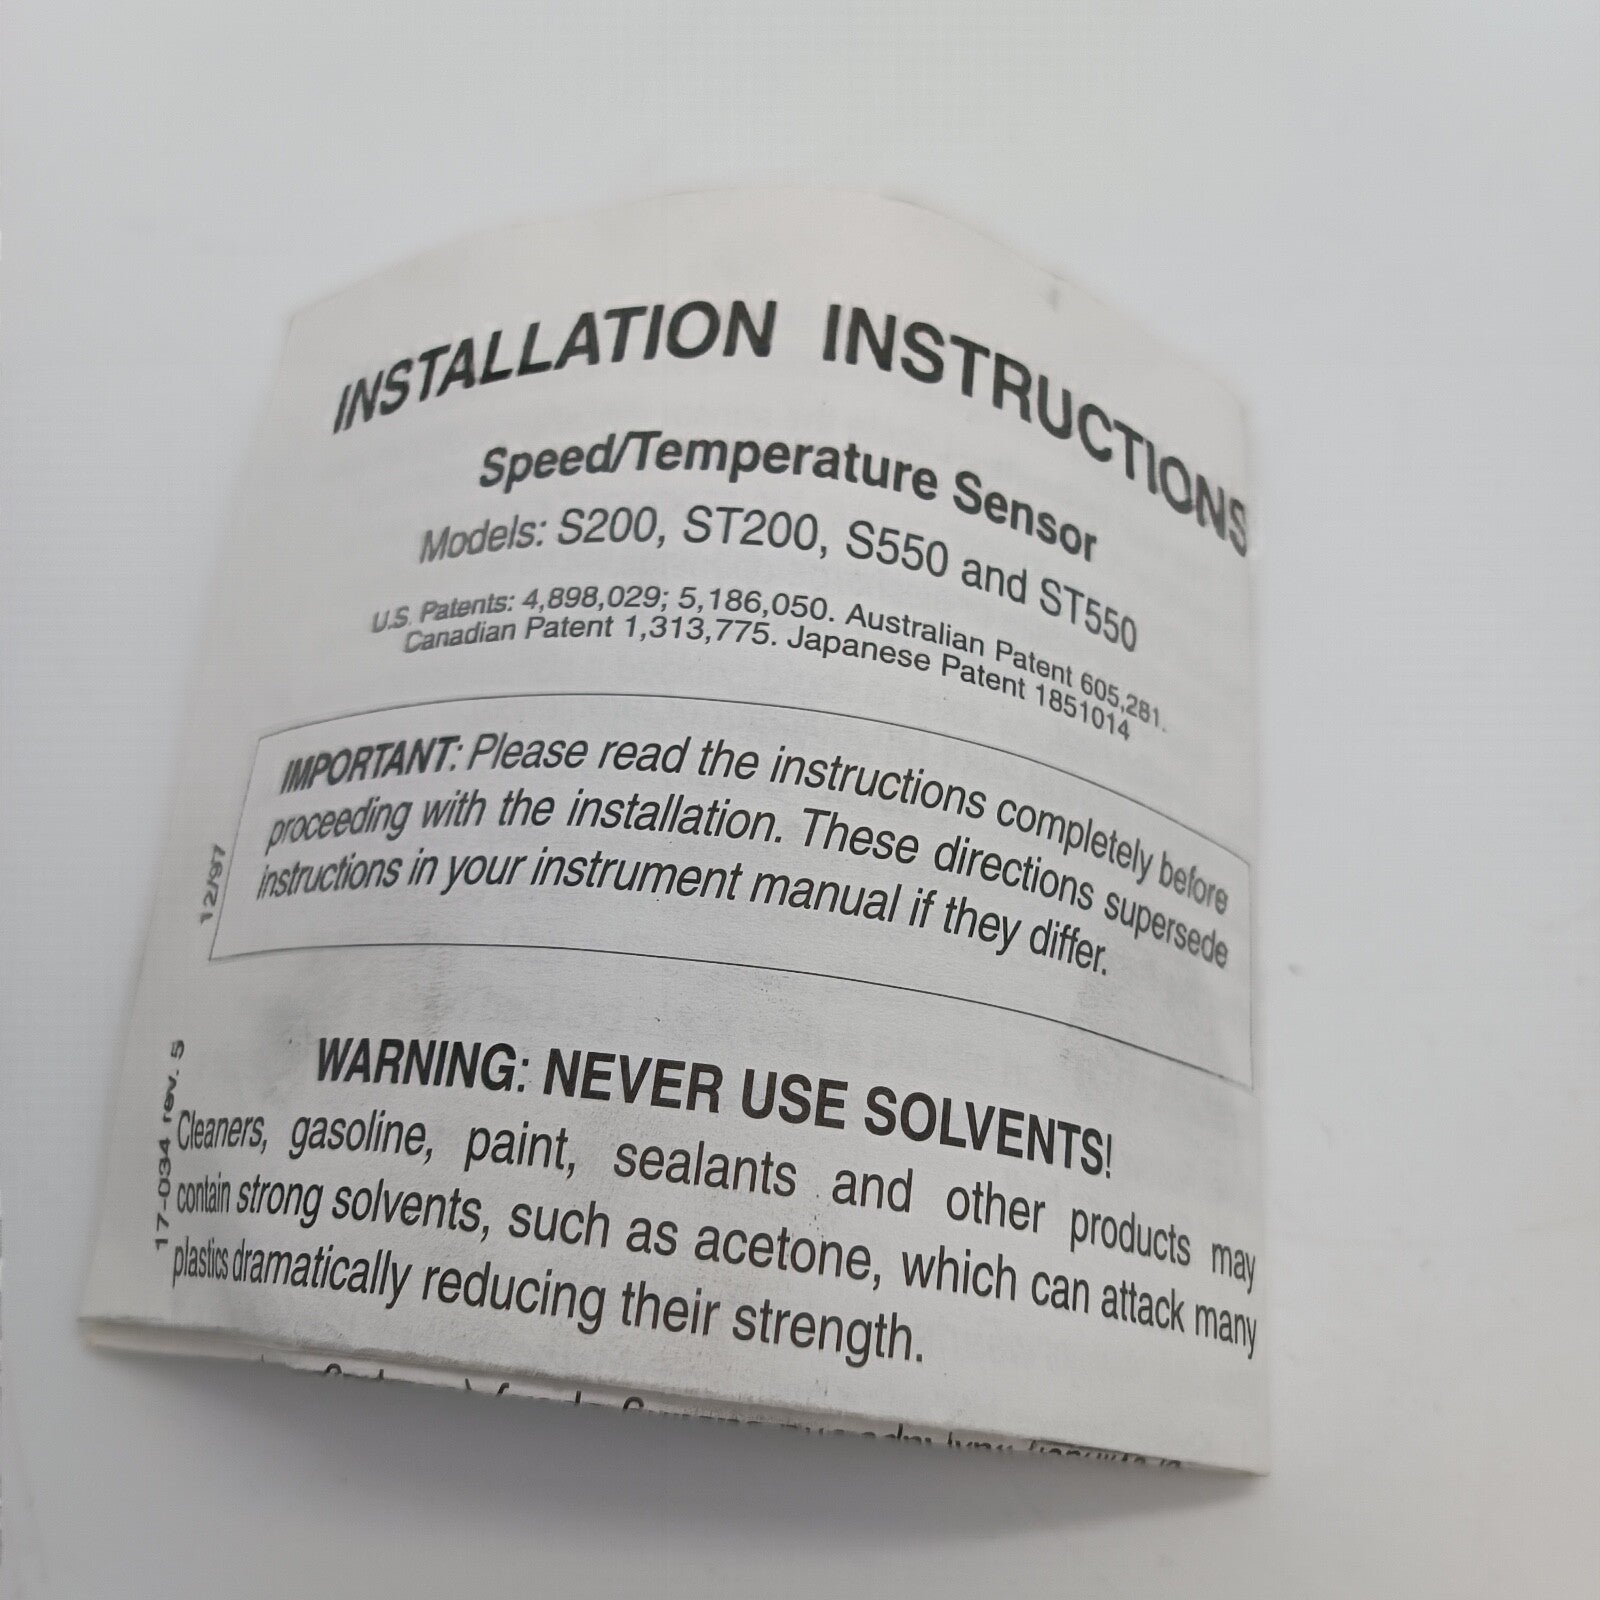 INSTALLATION INSTRUCTIONS
Speed/Temperature Sensor
Models: S200, ST200, S550 and ST550
U.S. Patents: 4,898,029; 5,186,050. Australian Patent 605,281.
Canadian Patent 1,313,775. Japanese Patent 1851014
IMPORTANT: Please read the instructions completely before
proceeding with the installation. These directions supersede
instructions in your instrument manual if they differ.
WARNING: NEVER USE SOLVENTS!
Cleaners, gasoline, paint, sealants and other products may
contain strong solvents, such as acetone, which can attack many
plastics dramatically reducing their strength.
17-034 rev. 5
12/97